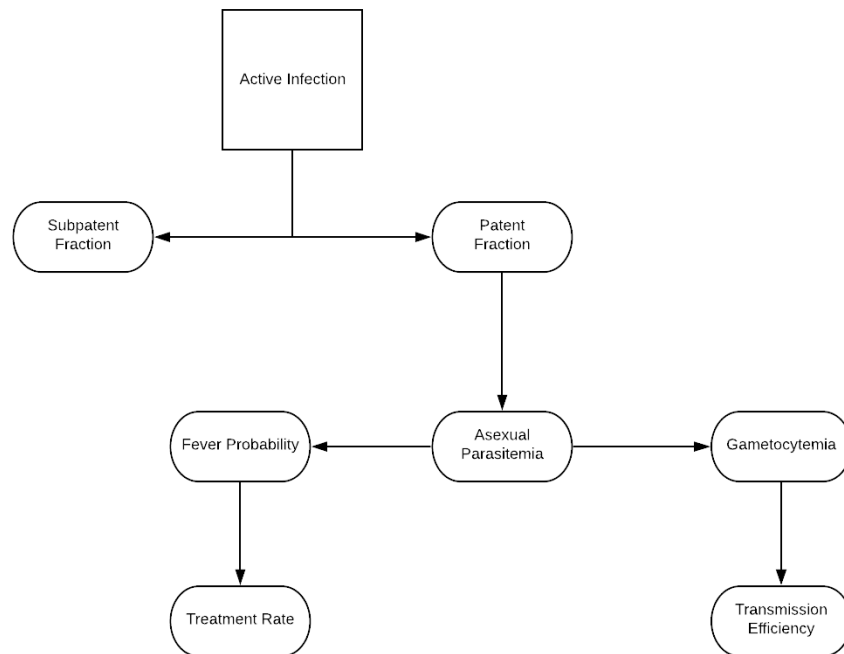 Active Infection
Subpatent
Fraction
Patent
Fraction
Fever Probability
Asexual
Parasitemia
Gametocytemia
Treatment Rate
Transmission
Efficiency